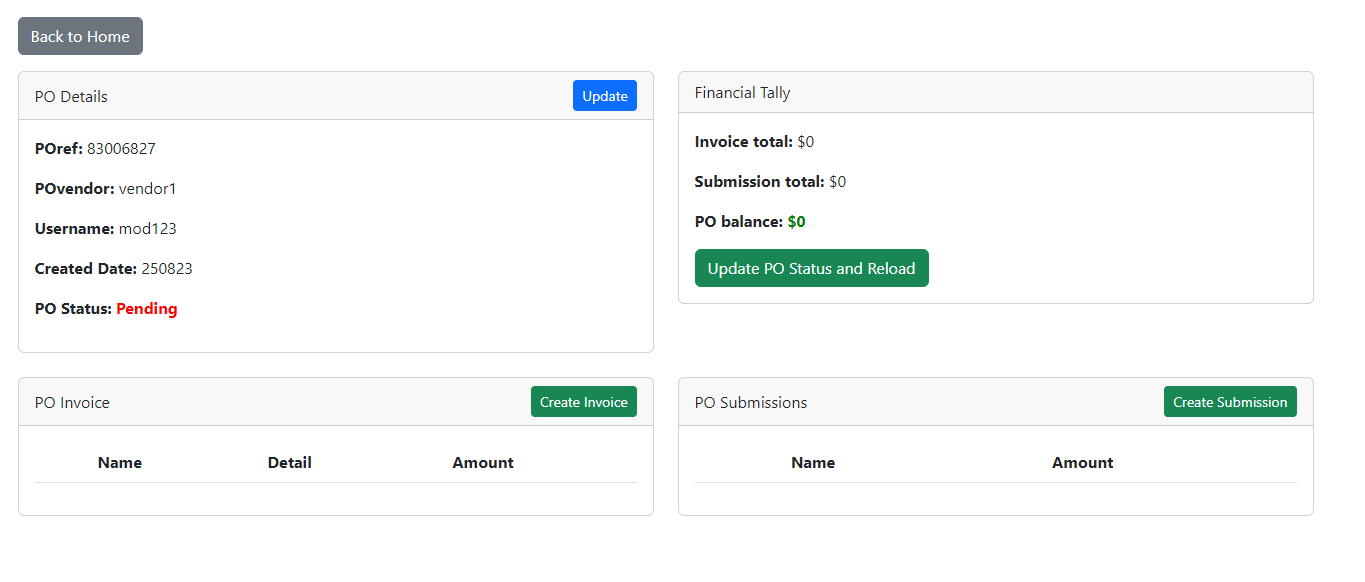 Back to Home
PO Details
Update
POref: 83006827
POvendor: vendor1
Username: mod123
Created Date: 250823
PO Status: Pending
Financial Tally
Invoice total: $0
Submission total: $0
PO balance: $0
Update PO Status and Reload
PO Invoice
Create Invoice
Name Detail Amount
PO Submissions
Create Submission
Name Amount